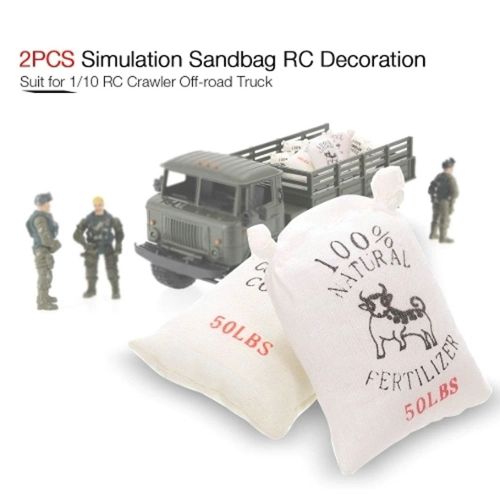 2PCS Simulation Sandbag RC Decoration
Suit for 1/10 RC Crawler Off-road Truck
100%
NATURAL
FERTILIZER
50LBS
50LBS